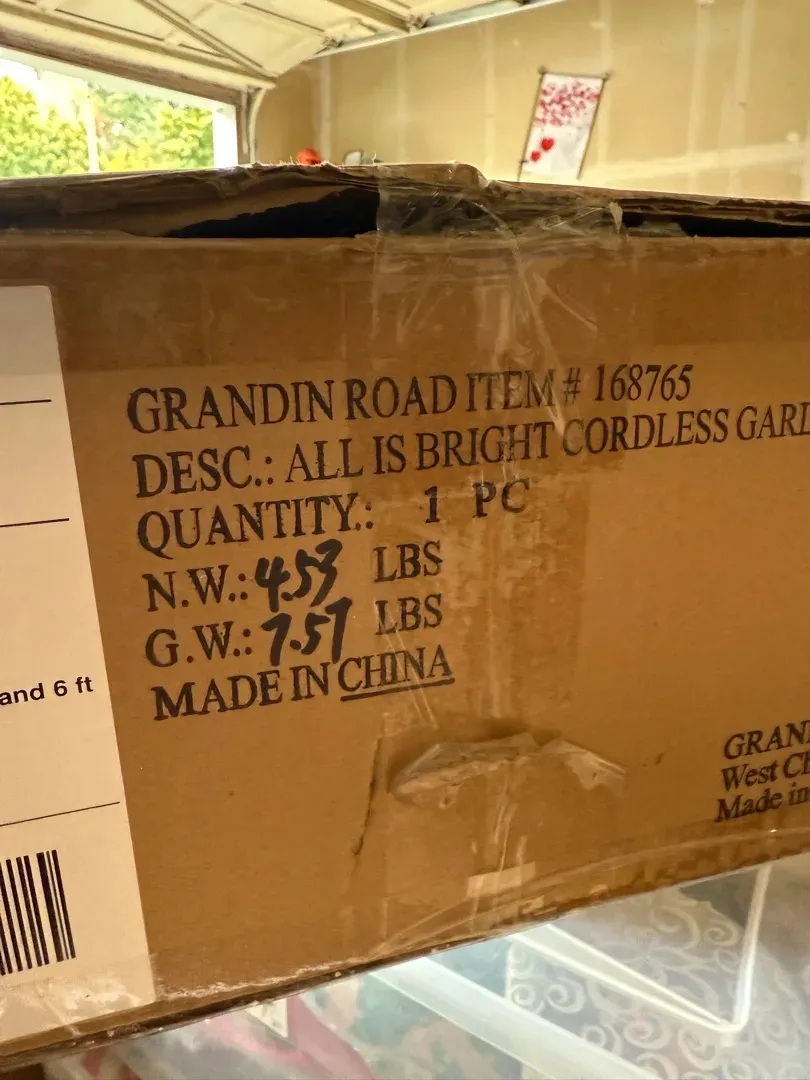 GRANDIN ROAD ITEM # 168765
DESC.: ALL IS BRIGHT CORDLESS GARL
QUANTITY.: 1 PC
N.W.: 4.53 LBS
G.W.: 7.57 LBS
MADE IN CHINA
and 6 ft
GRAN
West Ch
Made in